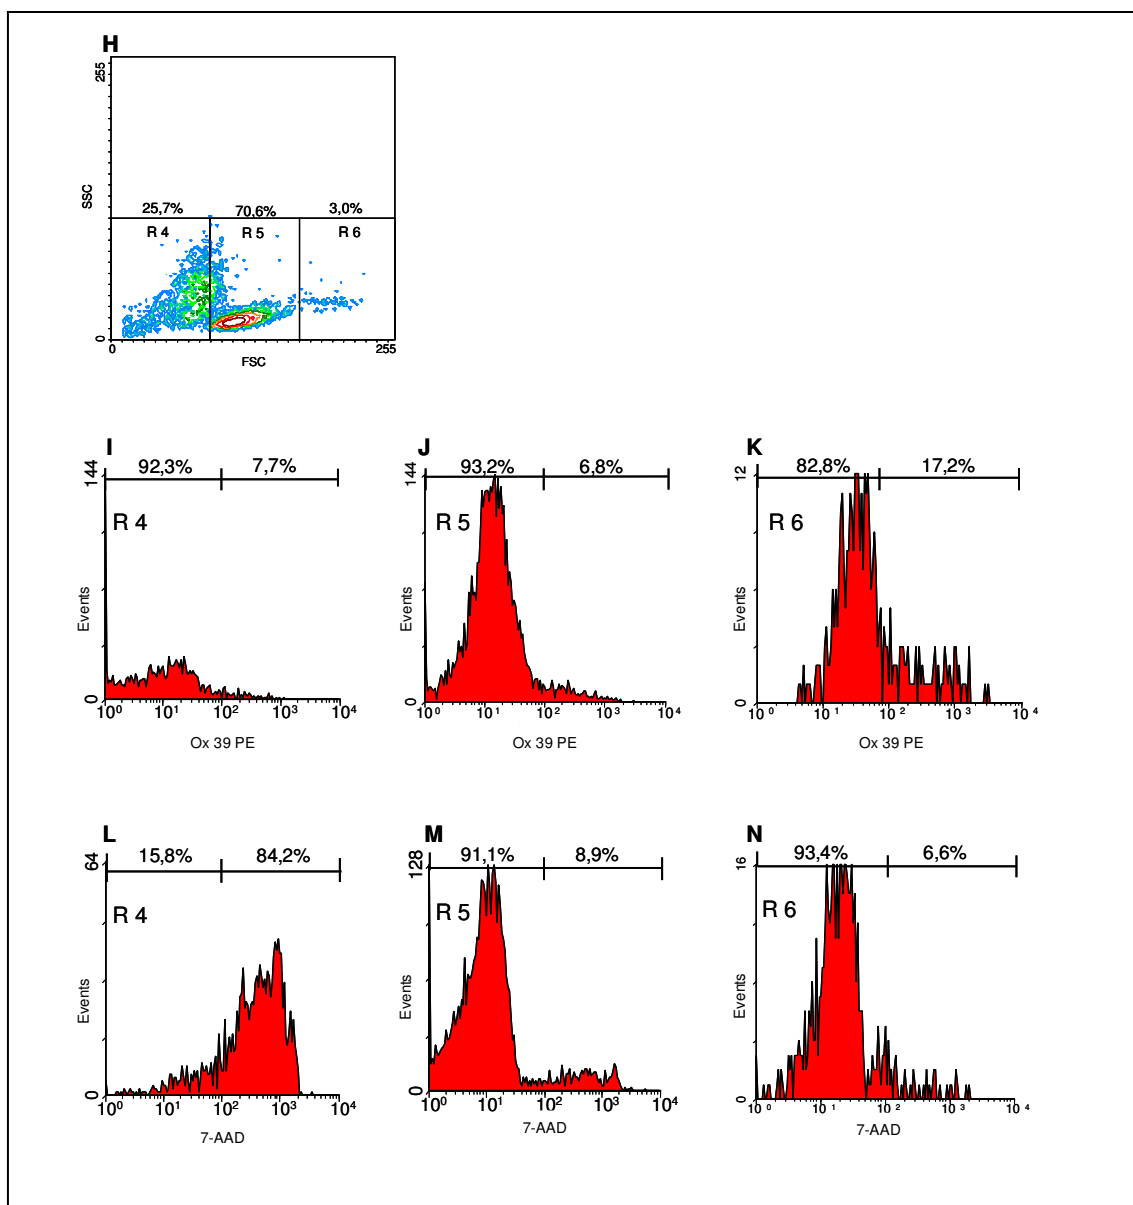 H
255
SSC
25,7% 70,6% 3,0%
R 4 R 5 R 6
0
0 255
FSC
I J K
144 92,3% 7,7%
144 93,2% 6,8%
12 82,8% 17,2%
R 4 R 5 R 6
Events Events Events
0 0 0
10⁰ 10¹ 10² 10³ 10⁴
10⁰ 10¹ 10² 10³ 10⁴
10⁰ 10¹ 10² 10³ 10⁴
Ox 39 PE Ox 39 PE Ox 39 PE
L M N
64 15,8% 84,2%
128 91,1% 8,9%
16 93,4% 6,6%
R 4 R 5 R 6
Events Events Events
0 0 0
10⁰ 10¹ 10² 10³ 10⁴
10⁰ 10¹ 10² 10³ 10⁴
10⁰ 10¹ 10² 10³ 10⁴
7-AAD 7-AAD 7-AAD